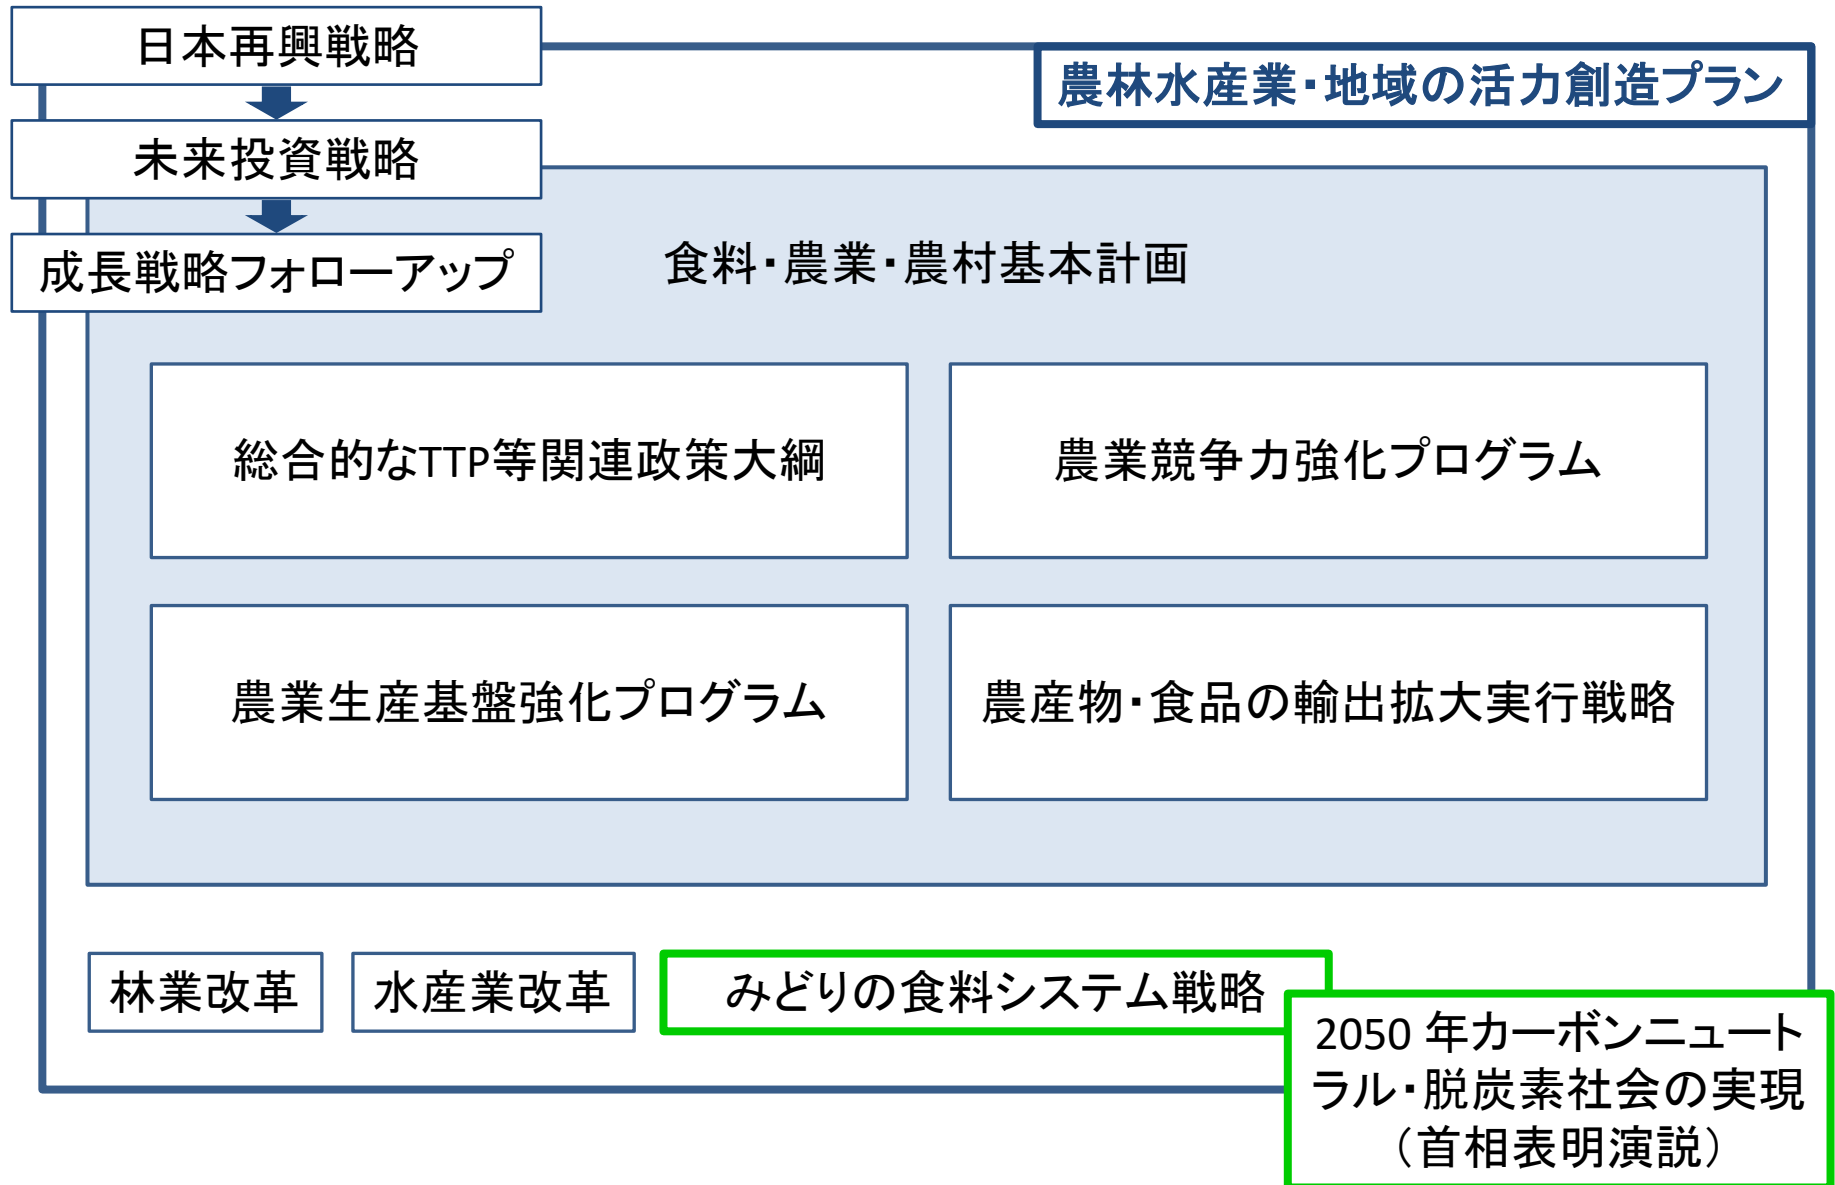 日本再興戦略
農林水産業・地域の活力創造プラン
未来投資戦略
成長戦略フォローアップ
食料・農業・農村基本計画
総合的なTTP等関連政策大綱
農業競争力強化プログラム
農業生産基盤強化プログラム
農産物・食品の輸出拡大実行戦略
林業改革
水産業改革
みどりの食料システム戦略
2050 年カーボンニュート
ラル・脱炭素社会の実現
（首相表明演説）